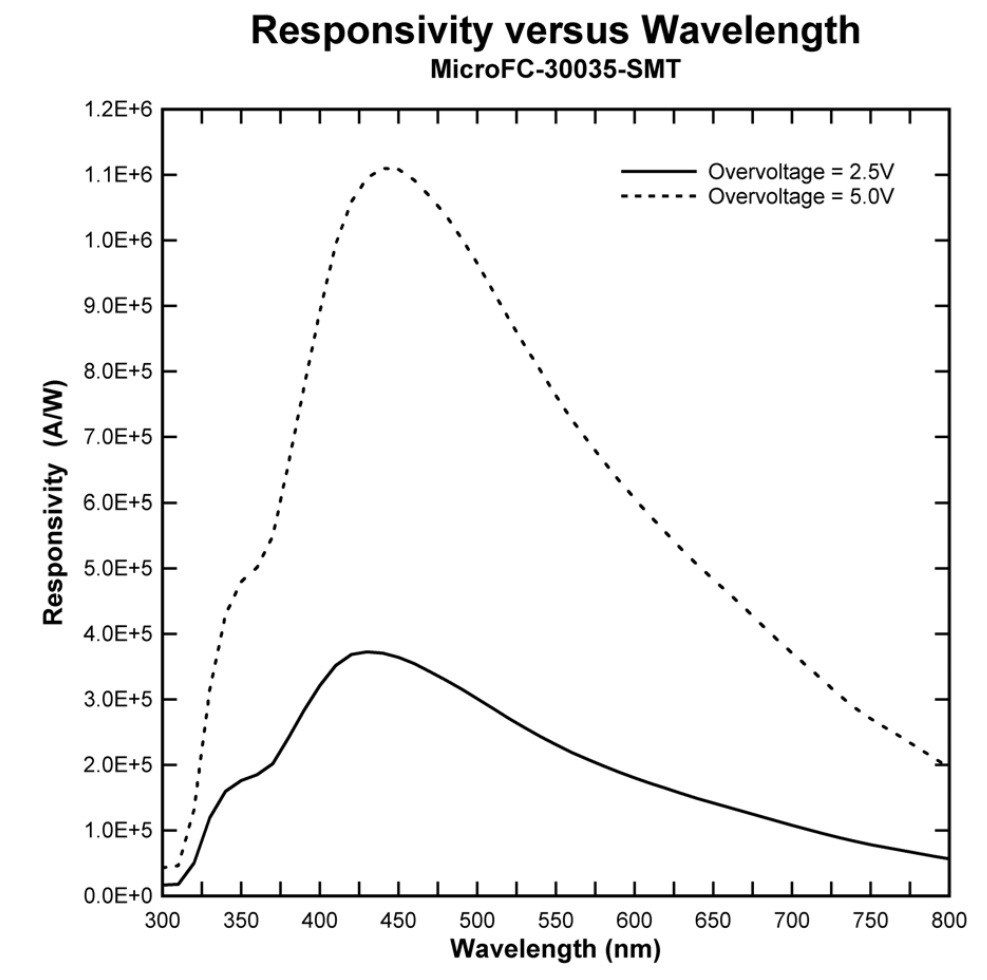 Responsivity versus Wavelength
MicroFC-30035-SMT
1.2E+6
1.1E+6
1.0E+6
9.0E+5
8.0E+5
7.0E+5
6.0E+5
5.0E+5
4.0E+5
3.0E+5
2.0E+5
1.0E+5
0.0E+0
Responsivity (A/W)
Overvoltage = 2.5V
Overvoltage = 5.0V
300 350 400 450 500 550 600 650 700 750 800
Wavelength (nm)